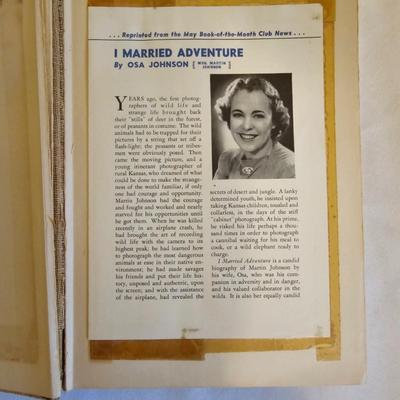 . . . Reprinted from the May Book-of-the-Month Club News . . .
I MARRIED ADVENTURE
By OSA JOHNSON { MRS. MARTIN JOHNSON }
YEARS ago, the first photog-
raphers of wild life and
strange life brought back
their "stills" of deer in the forest,
or of peasants in costume. The wild
animals had to be trapped for their
pictures by a string that set off a
flash-light; the peasants or tribes-
men were obviously posed. Then
came the moving picture, and a
young itinerant photographer of
rural Kansas, who dreamed of what
could be done to make the strange-
ness of the world familiar, if only
one had courage and opportunity.
Martin Johnson had the courage
and fought and worked and nearly
starved for his opportunities until
he got them. When he was killed
recently in an airplane crash, he
had brought the art of recording
wild life with the camera to its
highest peak; he had learned how
to photograph the most dangerous
animals at ease in their native en-
vironment; he had made savages
his friends and put their life his-
tory, unposed and authentic, upon
the screen; and with the assistance
of the airplane, had revealed the
secrets of desert and jungle. A lanky
determined youth, he insisted upon
taking Kansas children, tousled and
collarless, in the days of the stiff
"cabinet" photograph. At his prime,
he risked his life perhaps a thou-
sand times in order to photograph
a cannibal waiting for his meal to
cook, or a wild elephant ready to
charge.
I Married Adventure is a candid
biography of Martin Johnson by
his wife, Osa, who was his com-
panion in adversity and in danger,
and his valued collaborator in the
wilds. It is also her equally candid